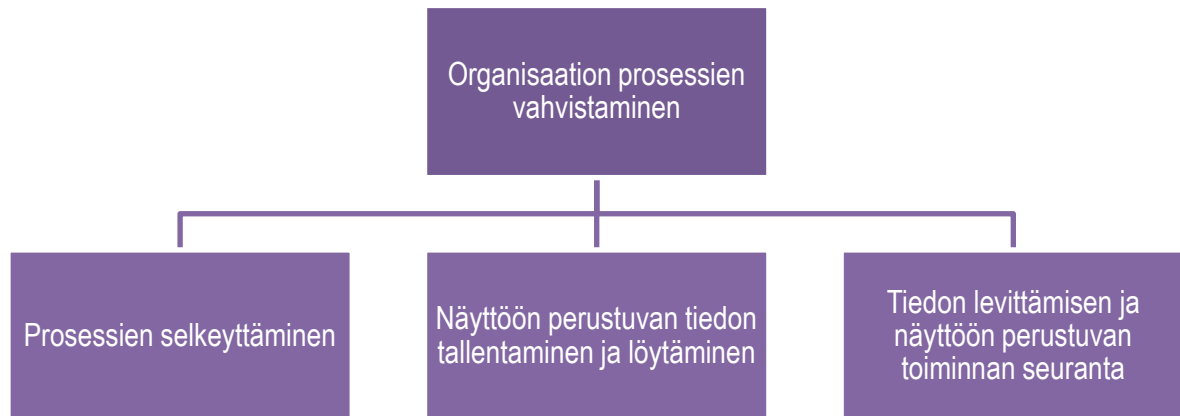 Organisaation prosessien
vahvistaminen
Prosessien selkeyttäminen
Näyttöön perustuvan tiedon
tallentaminen ja löytäminen
Tiedon levittämisen ja
näyttöön perustuvan
toiminnan seuranta